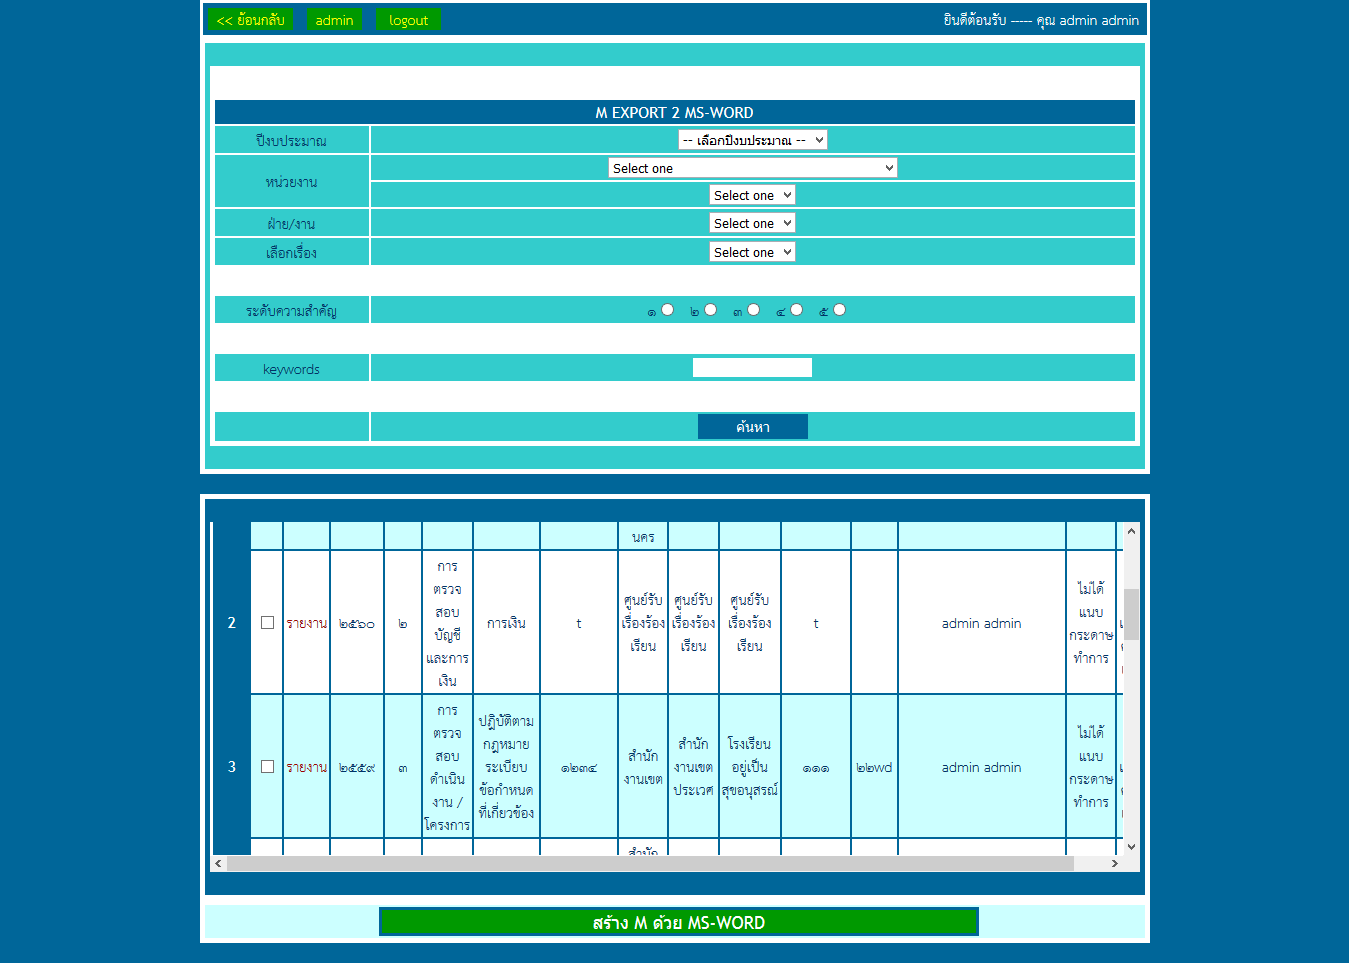 << ย้อนกลับ admin logout ยินดีต้อนรับ ----- คุณ admin admin
M EXPORT 2 MS-WORD
ปีงบประมาณ -- เลือกปีงบประมาณ --
หน่วยงาน Select one
Select one
ฝ่าย/งาน Select one
เลือกเรื่อง Select one
ระดับความสำคัญ ๑ ๒ ๓ ๔ ๕
keywords
ค้นหา
นคร
2 รายงาน ๒๕๖๐ ๒
การ
ตรวจ
สอบ
บัญชี
และการ
เงิน
การเงิน
t
ศูนย์รับ
เรื่องร้อง
เรียน
ศูนย์รับ
เรื่องร้อง
เรียน
ศูนย์รับ
เรื่องร้อง
เรียน
t
admin admin
ไม่ได้
แนบ
กระดาษ
ทำการ
3 รายงาน ๒๕๕๙ ๓
การ
ตรวจ
สอบ
ดำเนิน
งาน /
โครงการ
ปฎิบัติตาม
กฎหมาย
ระเบียบ
ข้อกำหนด
ที่เกี่ยวข้อง
๑๒๓๔
สำนัก
งานเขต
สำนัก
งานเขต
ประเวศ
โรงเรียน
อยู่เป็น
สุขอนุสรณ์
๑๑๑
๒๒wd
admin admin
ไม่ได้
แนบ
กระดาษ
ทำการ
สำนัก
สร้าง M ด้วย MS-WORD